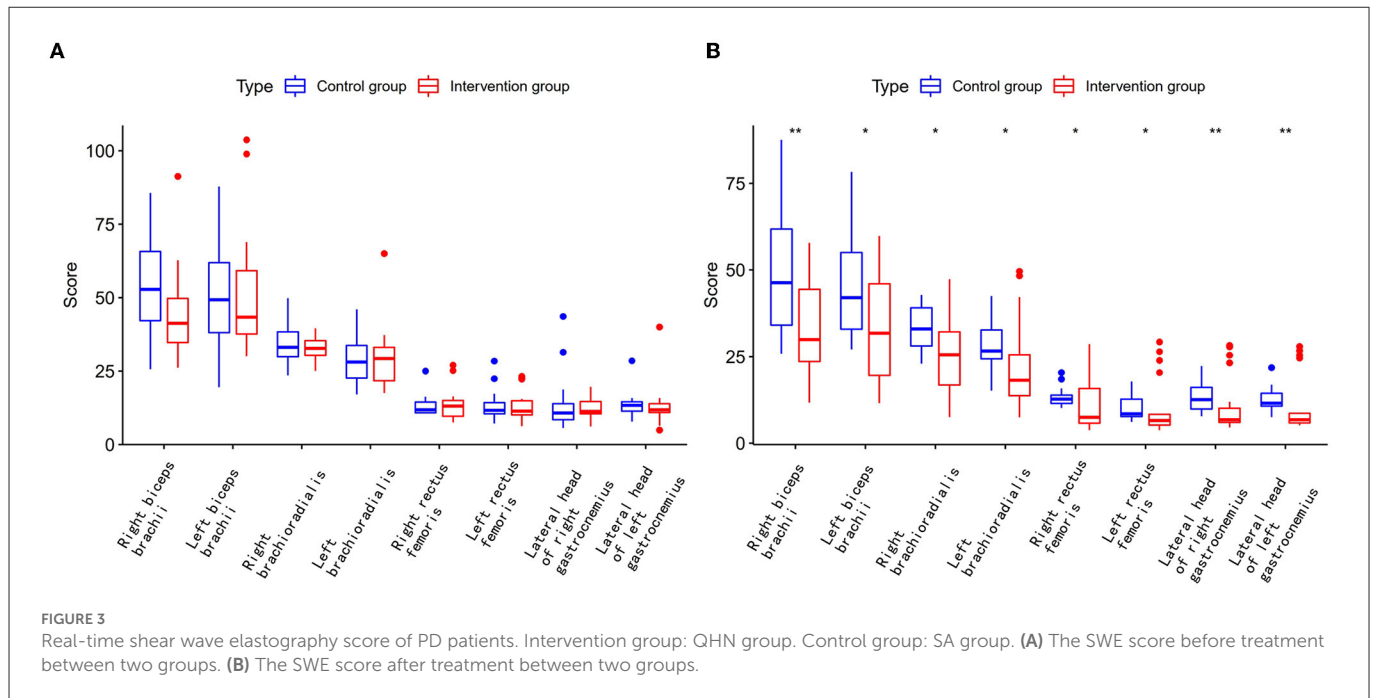 A
Type Control group Intervention group
Score
100
75
50
25
0
Right biceps
brachii
Left biceps
brachii
Right
brachioradialis
Left
brachioradialis
Right rectus
femoris
Left rectus
femoris
Lateral head
of right
gastrocnemius
Lateral head
of left
gastrocnemius
B
Type Control group Intervention group
** * * * * * ** **
Score
75
50
25
0
Right biceps
brachii
Left biceps
brachii
Right
brachioradialis
Left
brachioradialis
Right rectus
femoris
Left rectus
femoris
Lateral head
of right
gastrocnemius
Lateral head
of left
gastrocnemius
FIGURE 3
Real-time shear wave elastography score of PD patients. Intervention group: QHN group. Control group: SA group. (A) The SWE score before treatment
between two groups. (B) The SWE score after treatment between two groups.